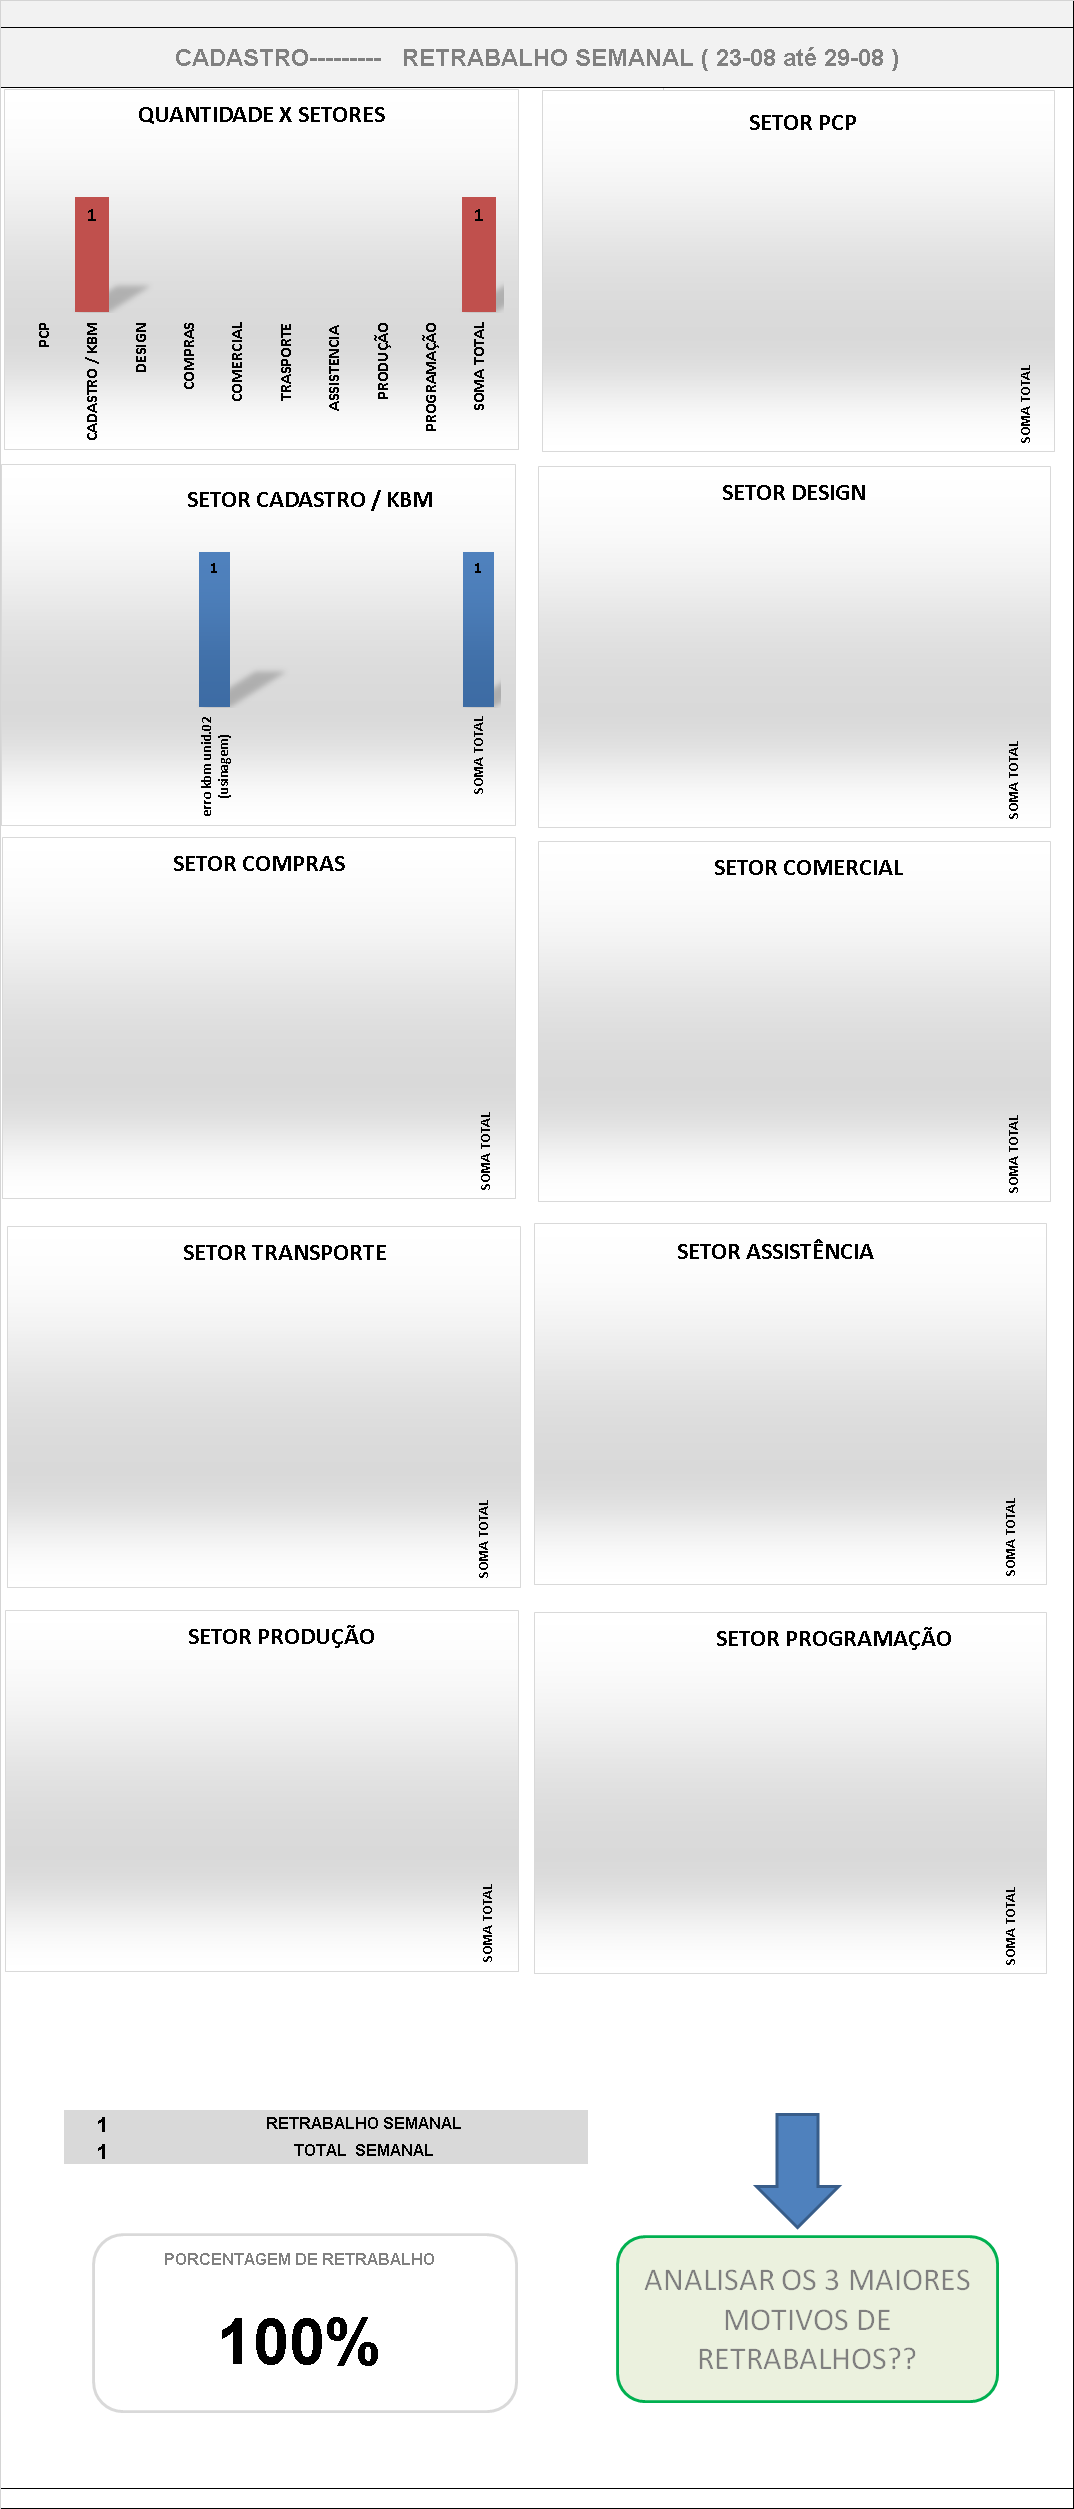 CADASTRO---------   RETRABALHO SEMANAL ( 23-08 até 29-08 )
QUANTIDADE X SETORES
1
1
PCP
CADASTRO / KBM
DESIGN
COMPRAS
COMERCIAL
TRASPORTE
ASSISTENCIA
PRODUÇÃO
PROGRAMAÇÃO
SOMA TOTAL
SETOR PCP
SOMA TOTAL
SETOR CADASTRO / KBM
1
1
erro kbm unid.02
(usinagem)
SOMA TOTAL
SETOR DESIGN
SOMA TOTAL
SETOR COMPRAS
SOMA TOTAL
SETOR COMERCIAL
SOMA TOTAL
SETOR TRANSPORTE
SOMA TOTAL
SETOR ASSISTÊNCIA
SOMA TOTAL
SETOR PRODUÇÃO
SOMA TOTAL
SETOR PROGRAMAÇÃO
SOMA TOTAL
1 RETRABALHO SEMANAL
1 TOTAL  SEMANAL
PORCENTAGEM DE RETRABALHO
100%
ANALISAR OS 3 MAIORES
MOTIVOS DE
RETRABALHOS??